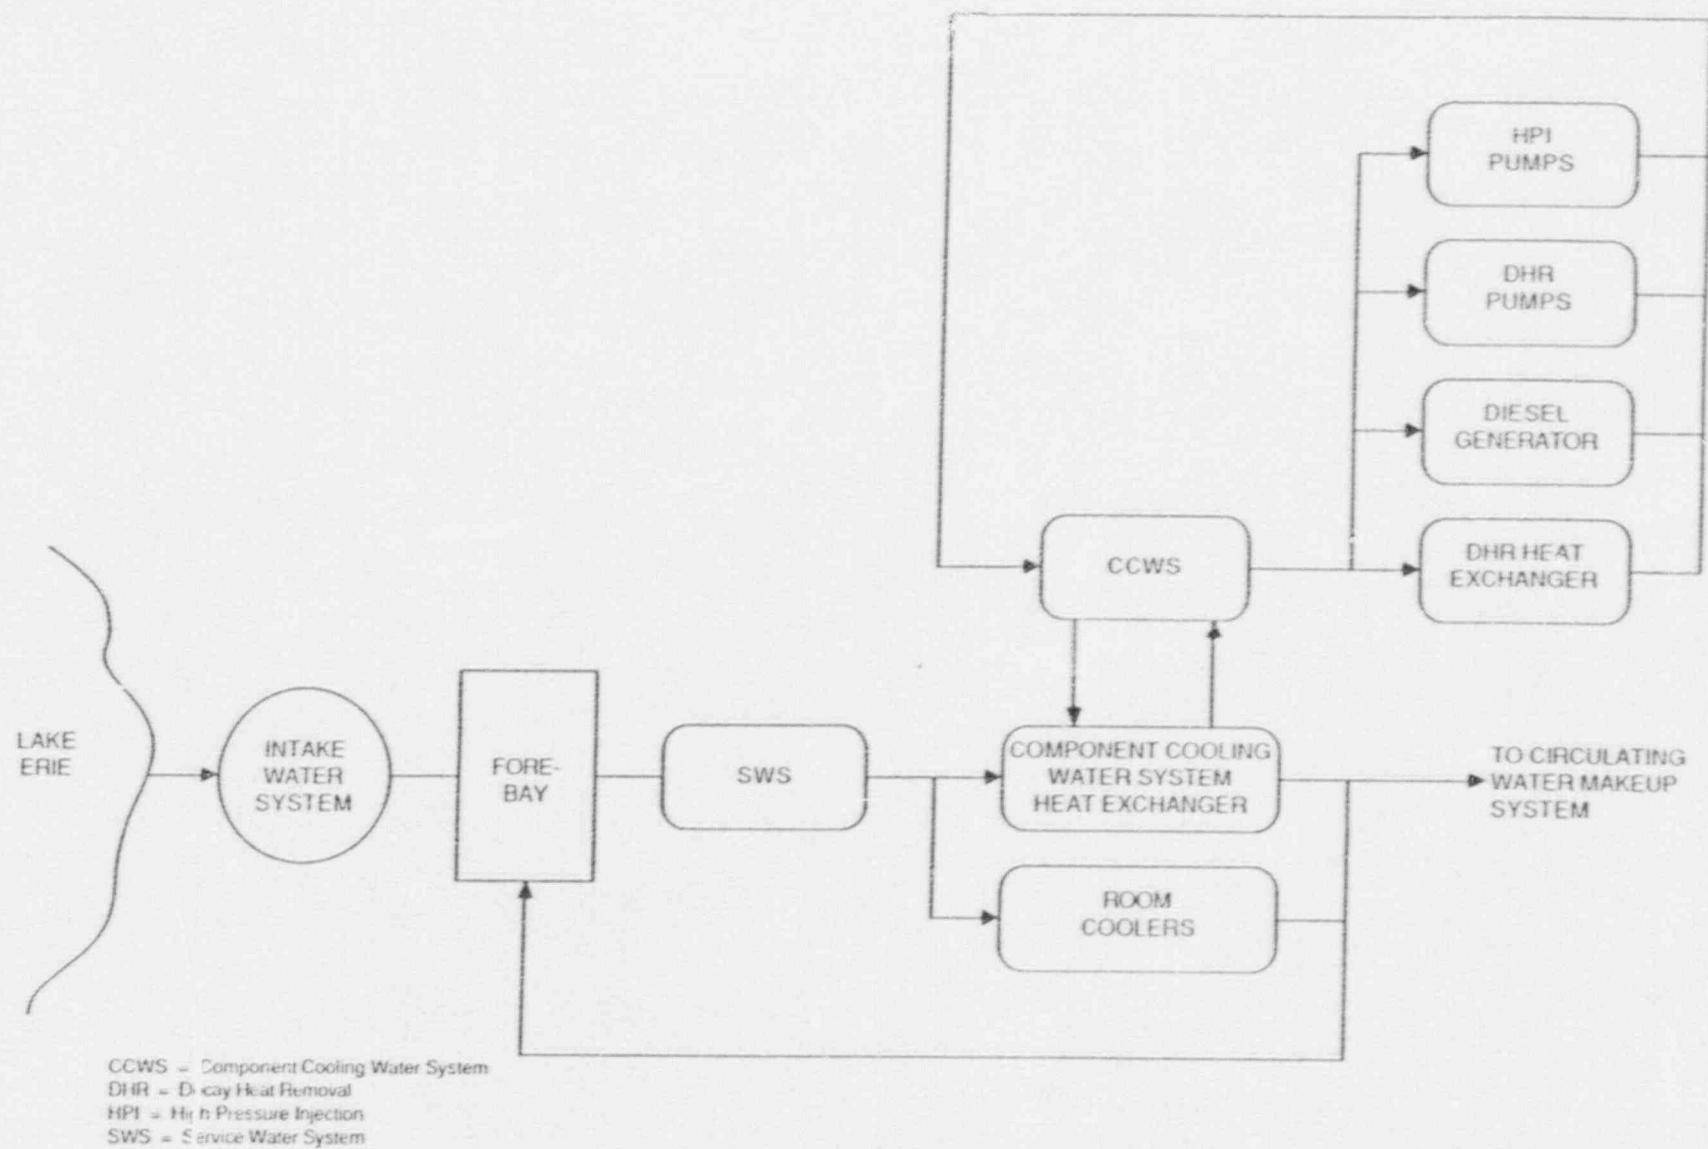 HPI
PUMPS
DHR
PUMPS
DIESEL
GENERATOR
CCWS
DHR HEAT
EXCHANGER
LAKE
ERIE
INTAKE
WATER
SYSTEM
FORE-
BAY
SWS
COMPONENT COOLING
WATER SYSTEM
HEAT EXCHANGER
TO CIRCULATING
WATER MAKEUP
SYSTEM
ROOM
COOLERS
CCWS = Component Cooling Water System
DHR = Decay Heat Removal
HPI = High Pressure Injection
SWS = Service Water System